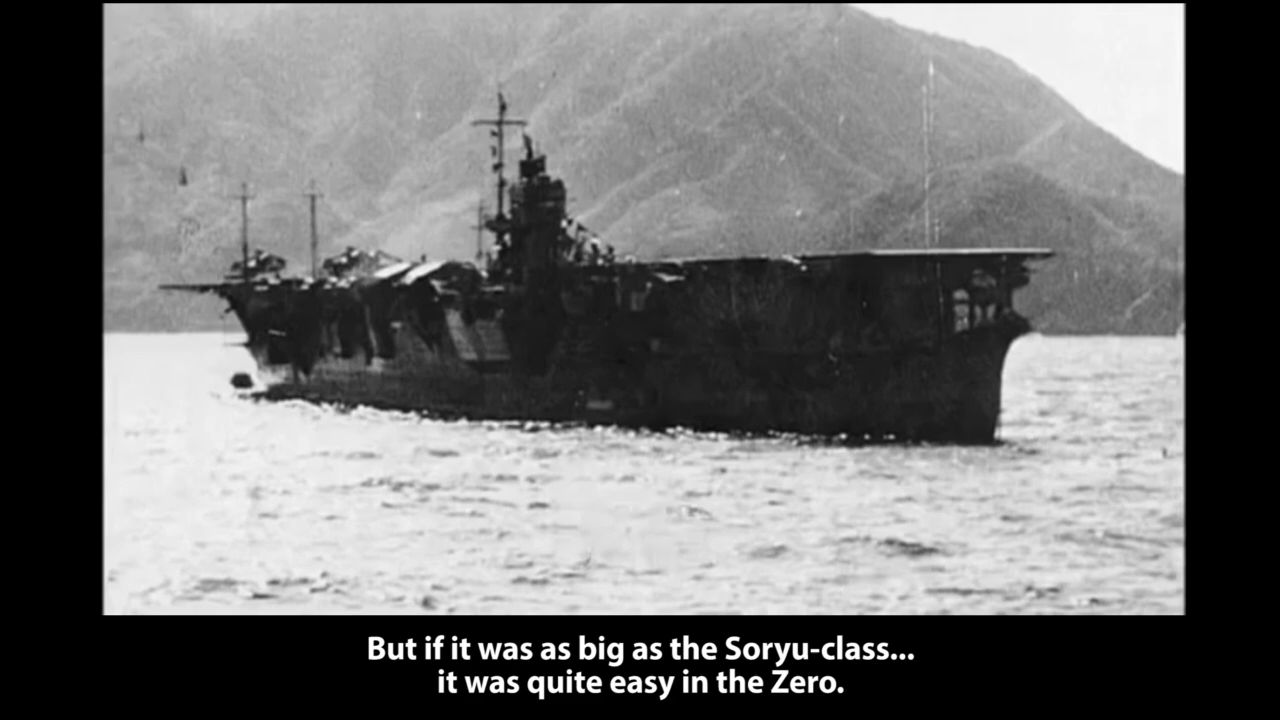 But if it was as big as the Soryu-class...
it was quite easy in the Zero.